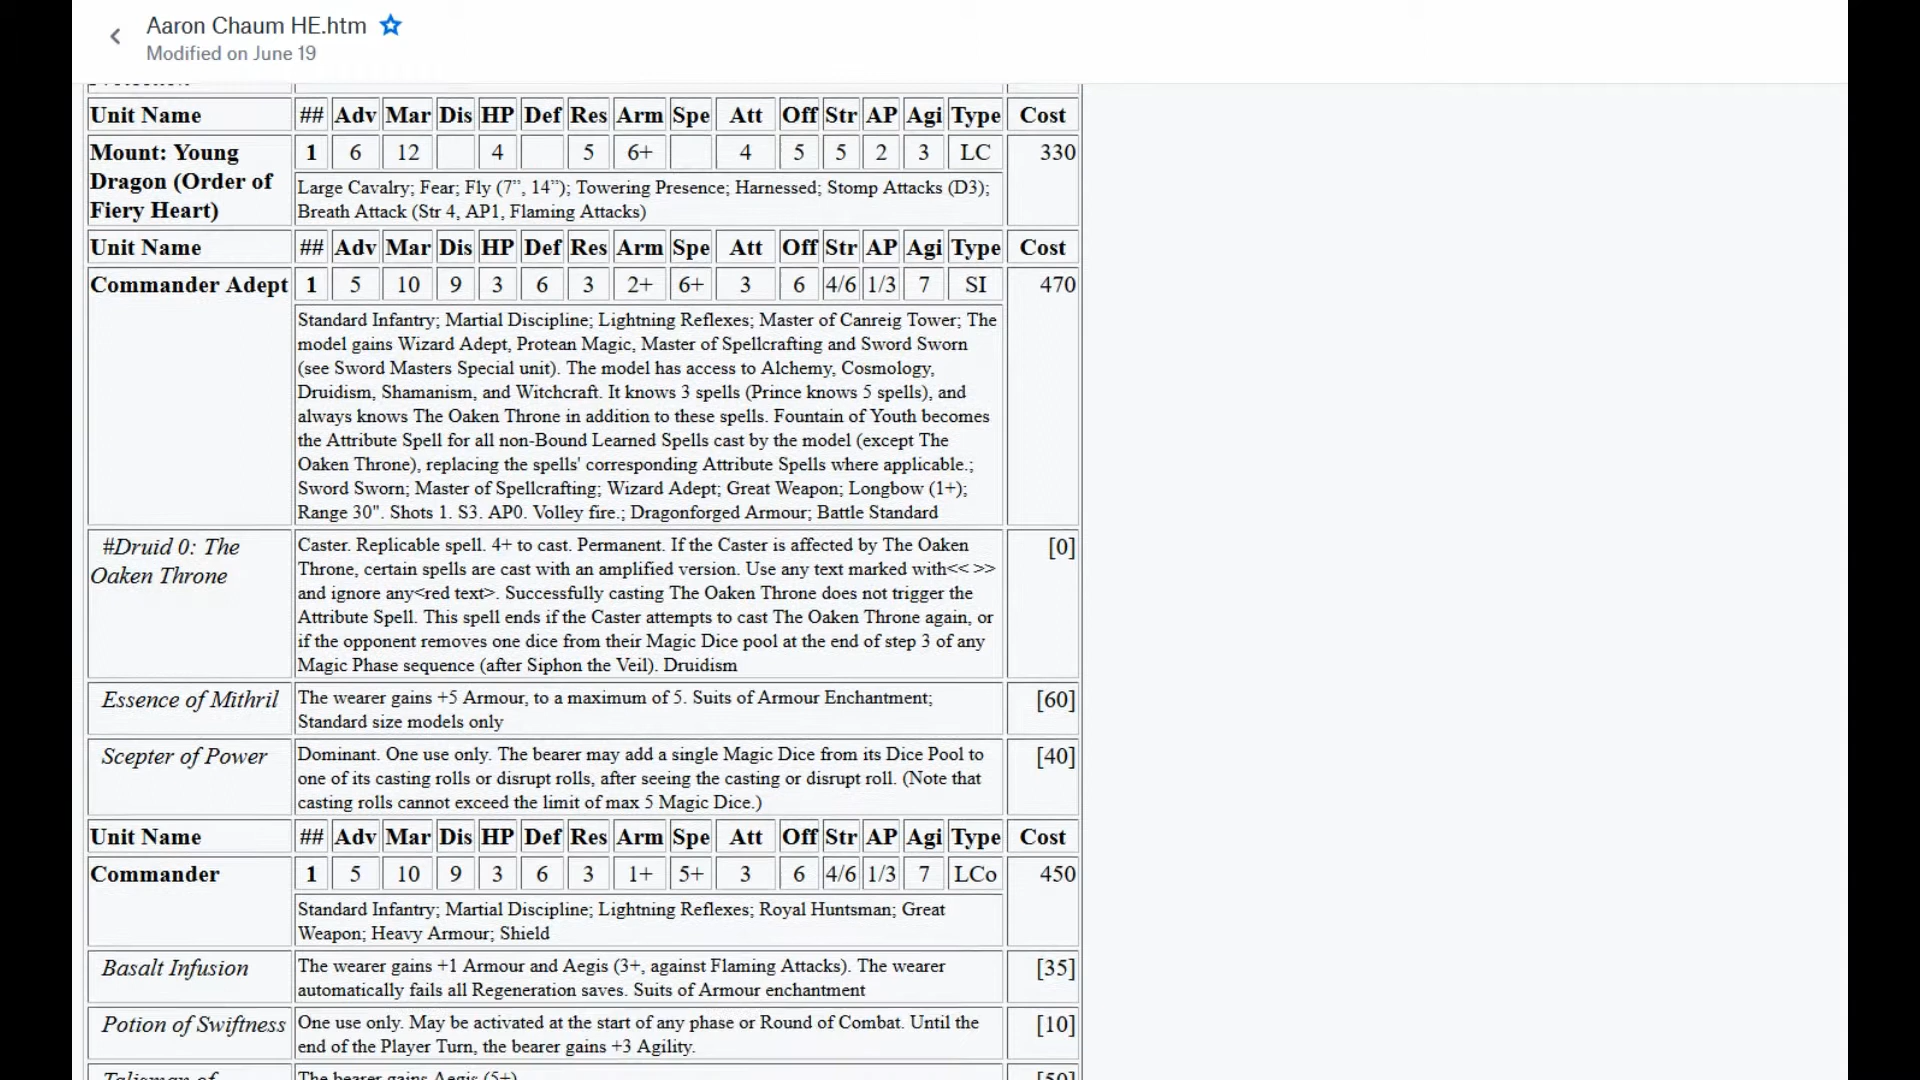 Aaron Chaum HE.htm
Modified on June 19
Unit Name ## Adv Mar Dis HP Def Res Arm Spe Att Off Str AP Agi Type Cost
Mount: Young Dragon (Order of Fiery Heart) 1 6 12 4 5 6+ 4 5 5 2 3 LC 330
Large Cavalry; Fear; Fly (7”, 14”); Towering Presence; Harnessed; Stomp Attacks (D3);
Breath Attack (Str 4, AP1, Flaming Attacks)
Unit Name ## Adv Mar Dis HP Def Res Arm Spe Att Off Str AP Agi Type Cost
Commander Adept 1 5 10 9 3 6 3 2+ 6+ 3 6 4/6 1/3 7 SI 470
Standard Infantry; Martial Discipline; Lightning Reflexes; Master of Canreig Tower; The
model gains Wizard Adept, Protean Magic, Master of Spellcrafting and Sword Sworn
(see Sword Masters Special unit). The model has access to Alchemy, Cosmology,
Druidism, Shamanism, and Witchcraft. It knows 3 spells (Prince knows 5 spells), and
always knows The Oaken Throne in addition to these spells. Fountain of Youth becomes
the Attribute Spell for all non-Bound Learned Spells cast by the model (except The
Oaken Throne), replacing the spells' corresponding Attribute Spells where applicable.;
Sword Sworn; Master of Spellcrafting; Wizard Adept; Great Weapon; Longbow (1+);
Range 30". Shots 1. S3. AP0. Volley fire.; Dragonforged Armour; Battle Standard
#Druid 0: The
Oaken Throne
Caster. Replicable spell. 4+ to cast. Permanent. If the Caster is affected by The Oaken
Throne, certain spells are cast with an amplified version. Use any text marked with<< >>
and ignore any<red text>. Successfully casting The Oaken Throne does not trigger the
Attribute Spell. This spell ends if the Caster attempts to cast The Oaken Throne again, or
if the opponent removes one dice from their Magic Dice pool at the end of step 3 of any
Magic Phase sequence (after Siphon the Veil). Druidism
[0]
Essence of Mithril
The wearer gains +5 Armour, to a maximum of 5. Suits of Armour Enchantment;
Standard size models only
[60]
Scepter of Power
Dominant. One use only. The bearer may add a single Magic Dice from its Dice Pool to
one of its casting rolls or disrupt rolls, after seeing the casting or disrupt roll. (Note that
casting rolls cannot exceed the limit of max 5 Magic Dice.)
[40]
Unit Name ## Adv Mar Dis HP Def Res Arm Spe Att Off Str AP Agi Type Cost
Commander 1 5 10 9 3 6 3 1+ 5+ 3 6 4/6 1/3 7 LCo 450
Standard Infantry; Martial Discipline; Lightning Reflexes; Royal Huntsman; Great
Weapon; Heavy Armour; Shield
Basalt Infusion
The wearer gains +1 Armour and Aegis (3+, against Flaming Attacks). The wearer
automatically fails all Regeneration saves. Suits of Armour enchantment
[35]
Potion of Swiftness
One use only. May be activated at the start of any phase or Round of Combat. Until the
end of the Player Turn, the bearer gains +3 Agility.
[10]
Talisman of
The bearer gains Aegis (5+)
[50]